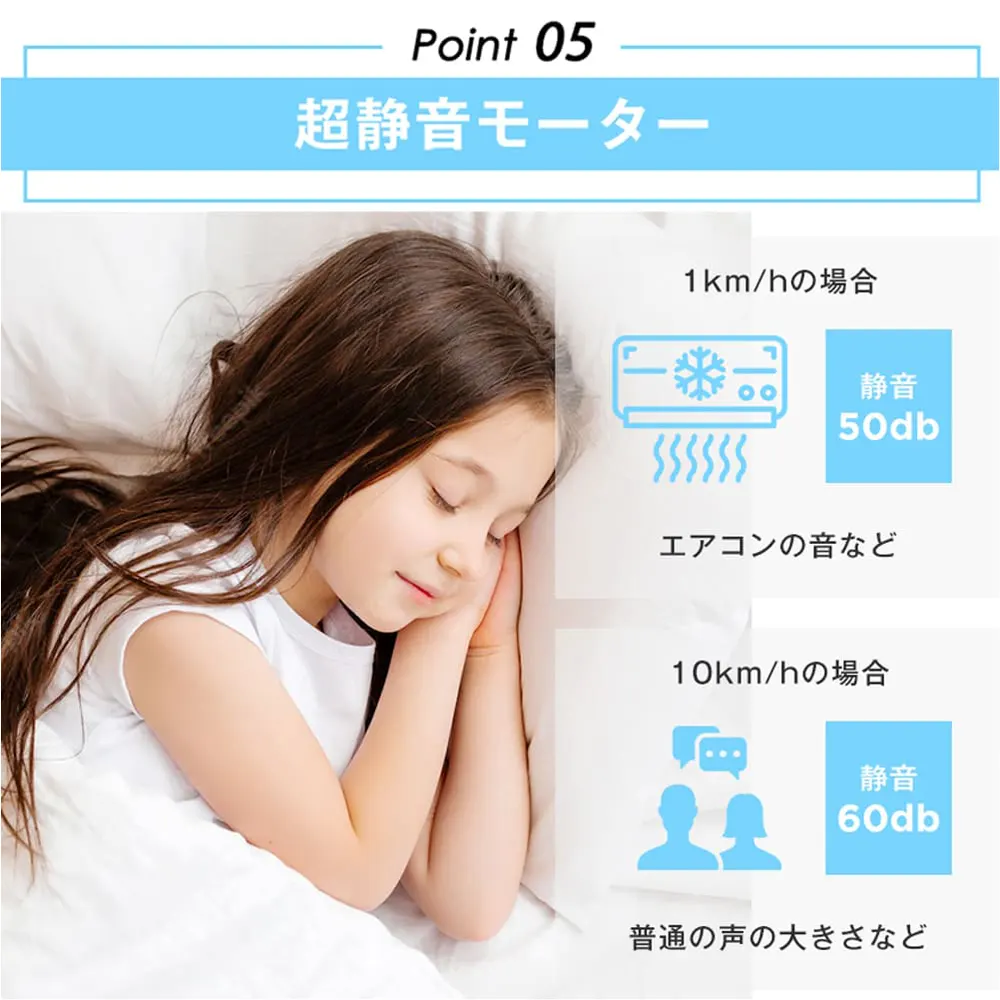 Point 05
超静音モーター
1km/hの場合
静音
50db
エアコンの音など
10km/hの場合
静音
60db
普通の声の大きさなど